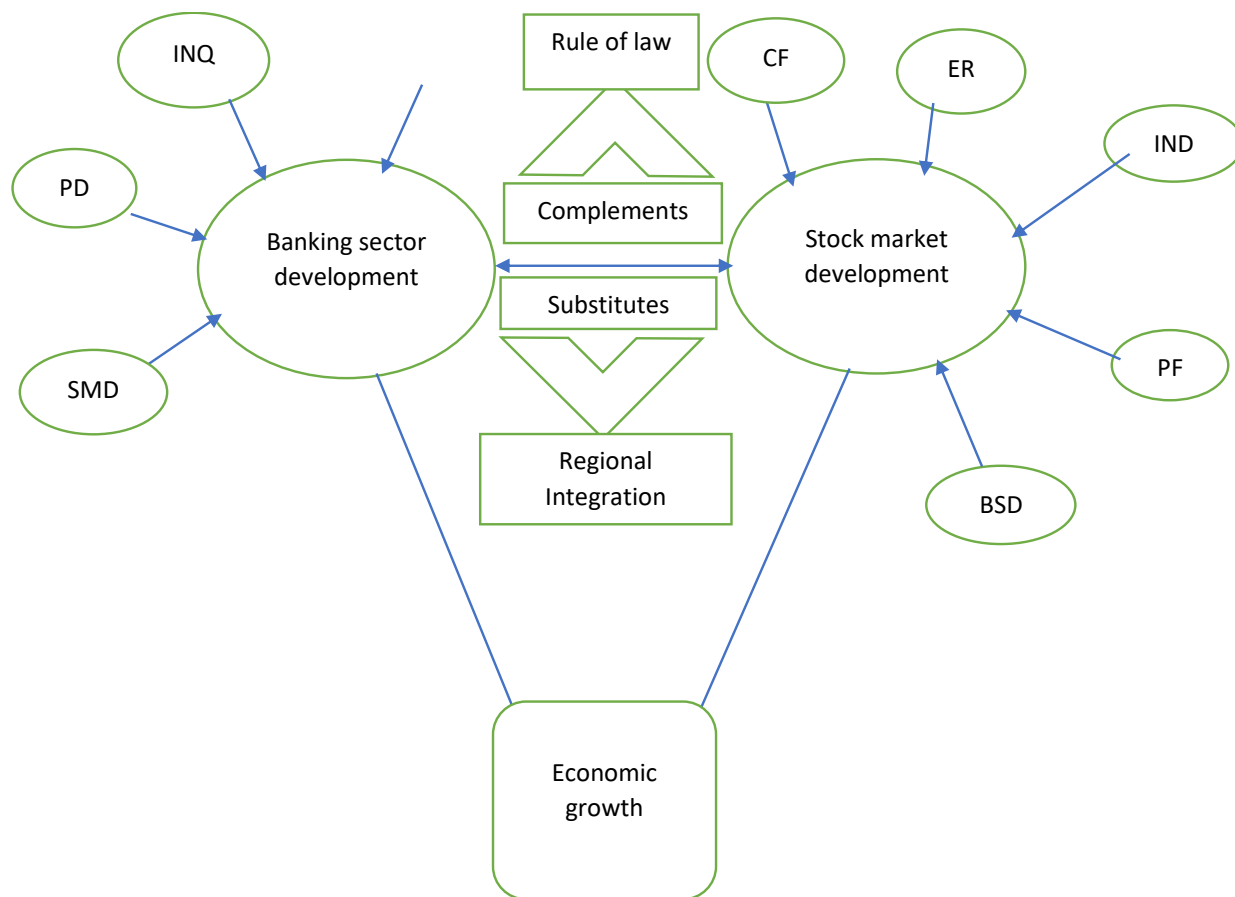 INQ
Rule of law
CF
ER
IND
PD
Complements
Banking sector
development
Stock market
development
Substitutes
SMD
PF
Regional
Integration
BSD
Economic
growth